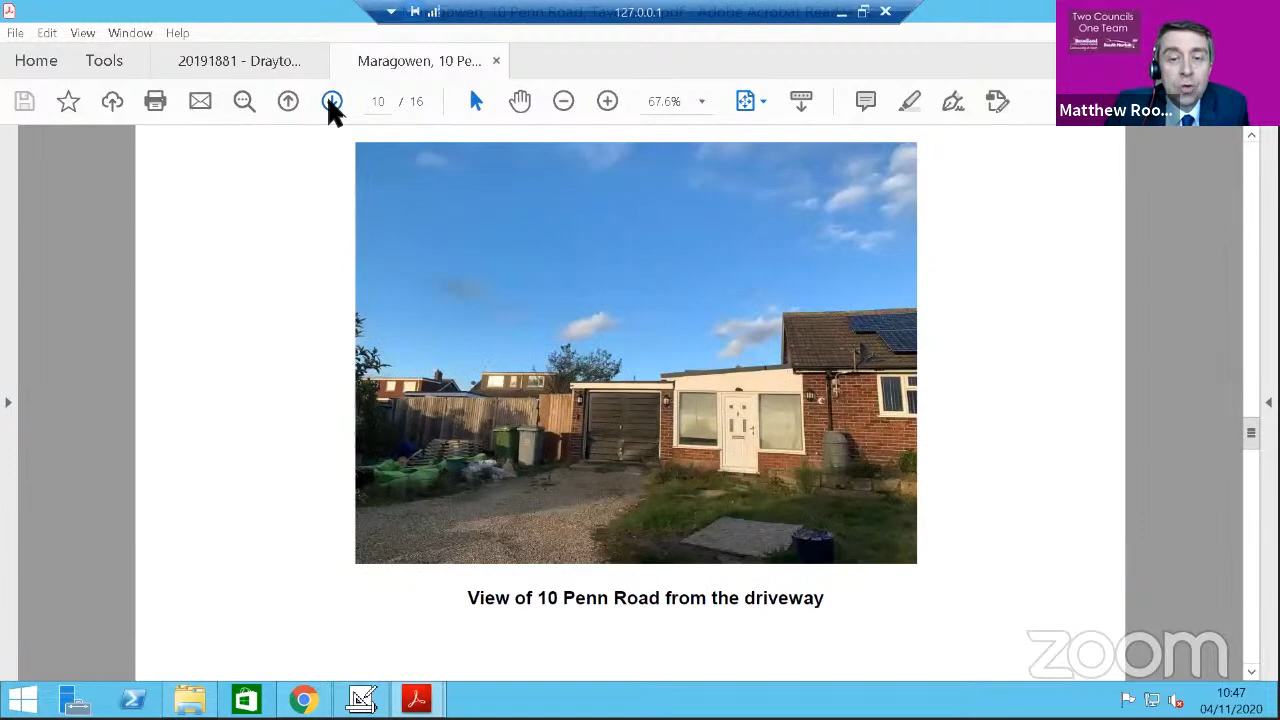 127.0.0.1
File Edit View Window Help
Home Tools 20191881 - Drayto... Maragowen, 10 Pe... ×
10 / 16 67.6%
Two Councils
One Team
Matthew Roo...
View of 10 Penn Road from the driveway
zoom
10:47
04/11/2020